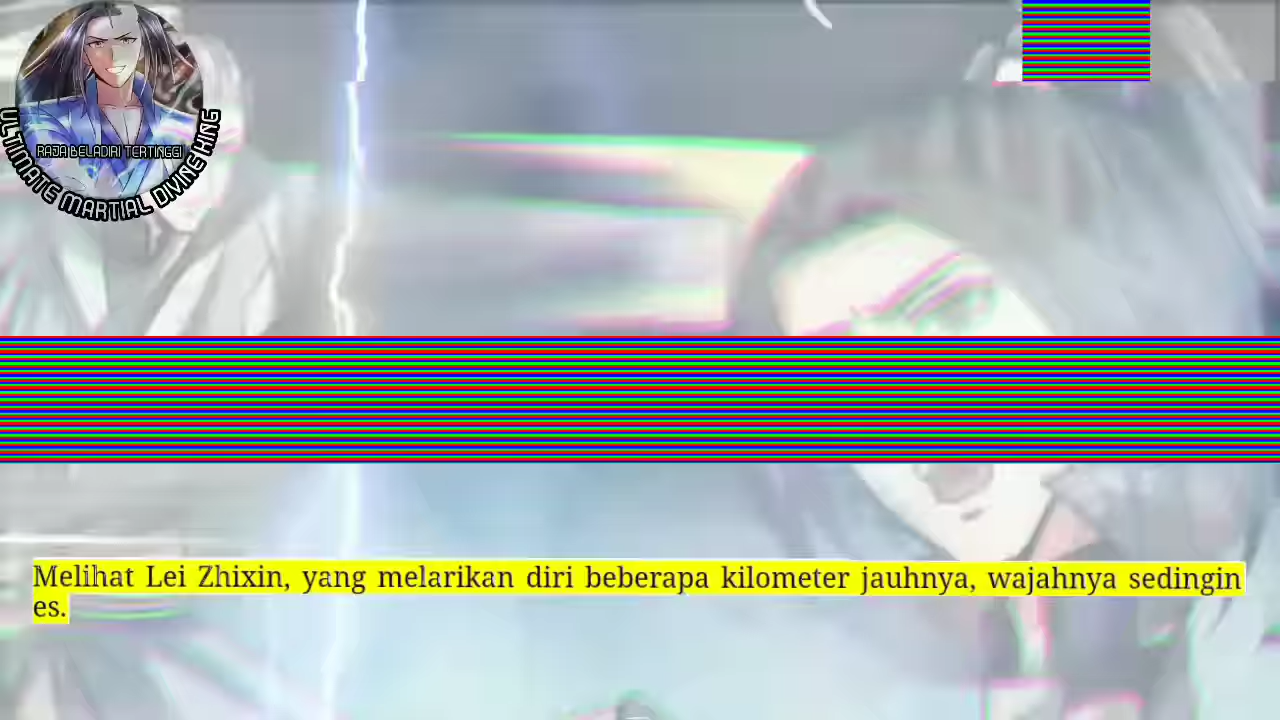 RAJA BELADIRI TERTINGGI
ULTIMATE MARTIAL DIVINE KING
Melihat Lei Zhixin, yang melarikan diri beberapa kilometer jauhnya, wajahnya sedingin
es.